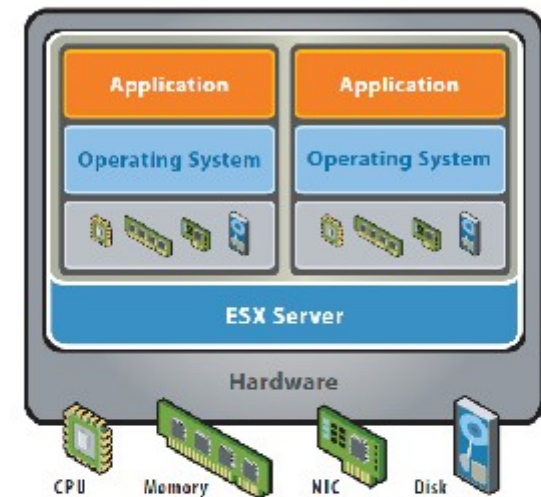 Application Application
Operating System Operating System
ESX Server
Hardware
CPU Memory NIC Disk